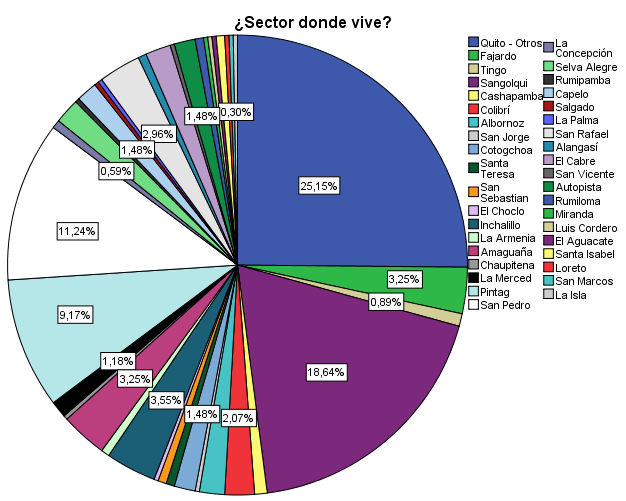 ¿Sector donde vive?
Quito - Otros
Fajardo
Tingo
Sangolqui
Cashapamba
Colibrí
Albornoz
San Jorge
Cotogchoa
Santa
Teresa
San
Sebastian
El Choclo
Inchalillo
La Armenia
Amaguaña
Chaupitena
La Merced
Pintag
San Pedro
La
Concepción
Selva Alegre
Rumipamba
Capelo
Salgado
La Palma
San Rafael
Alangasí
El Cabre
San Vicente
Autopista
Rumiloma
Miranda
Luis Cordero
El Aguacate
Santa Isabel
Loreto
San Marcos
La Isla
0,30%
1,48%
2,96%
1,48%
0,59%
25,15%
11,24%
3,25%
0,89%
9,17%
1,18%
3,25%
18,64%
3,55%
1,48%
2,07%